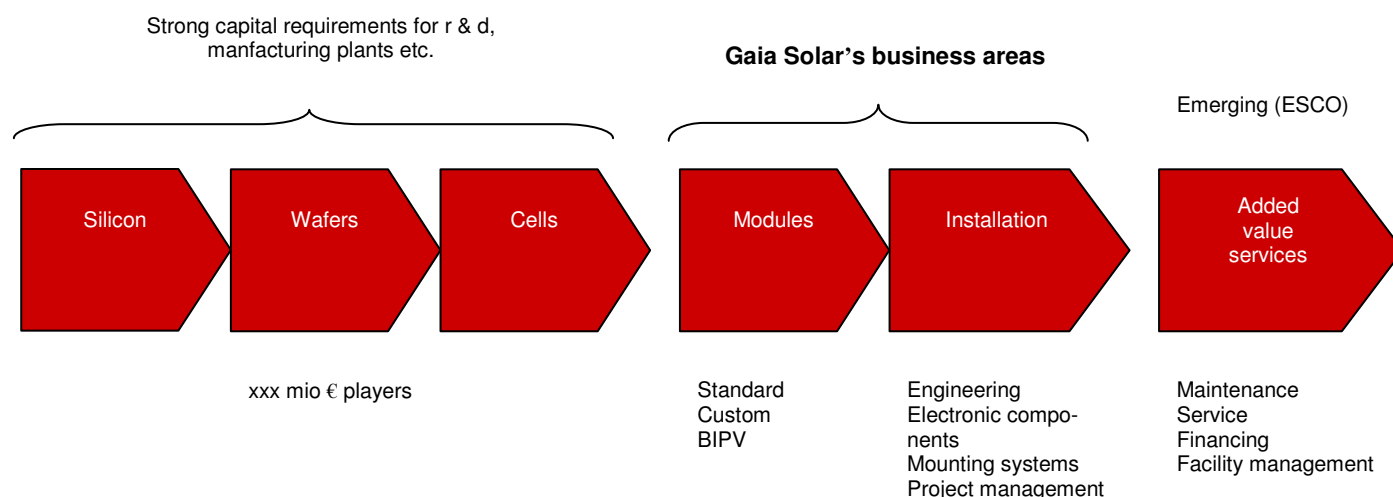 Strong capital requirements for r & d,
manfacturing plants etc.
Gaia Solar's business areas
Emerging (ESCO)
Silicon
Wafers
Cells
Modules
Installation
Added
value
services
xxx mio € players
Standard
Custom
BIPV
Engineering
Electronic compo-
nents
Mounting systems
Project management
Maintenance
Service
Financing
Facility management